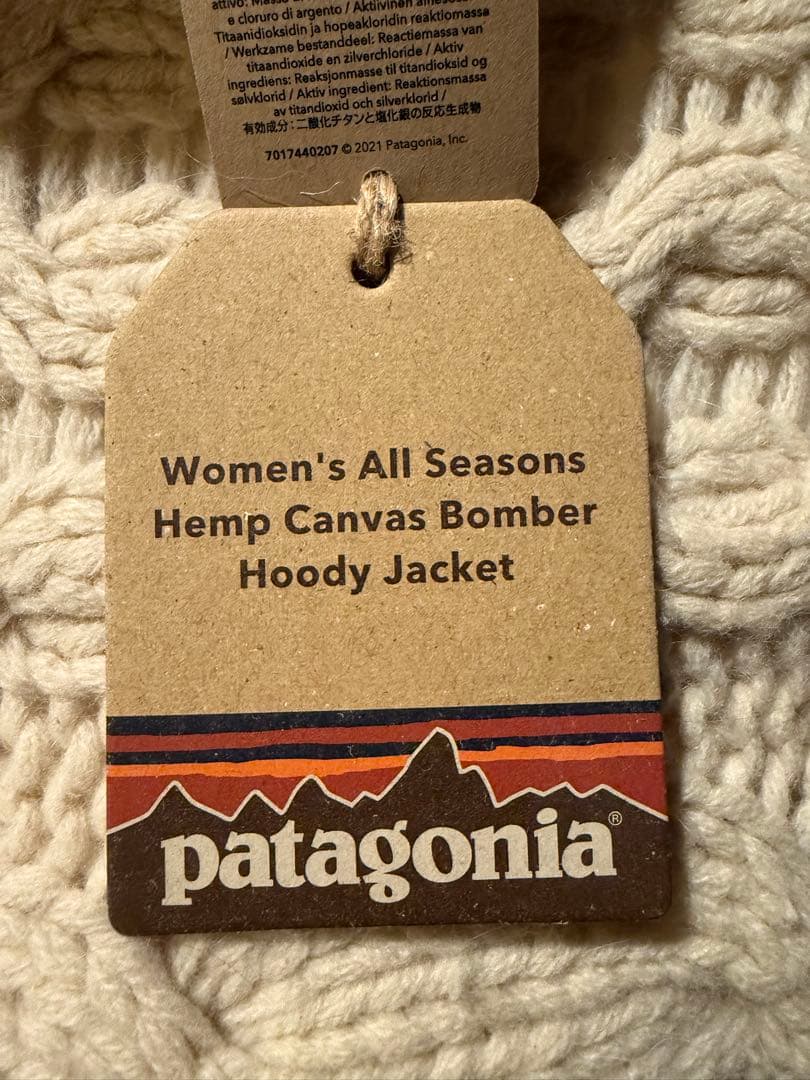 e cloruro di argento / Aktiivinen
Titaanidioksidin ja hopeakloridin reaktiomassa
/ Werkzame bestanddeel: Reactiemassa van
titaandioxide en zilverchloride / Aktiv
ingrediens: Reaksjonmasse til titandioksid og
sølvklorid / Aktiv ingredient: Reaktionsmassa
av titandioxid och silverklorid /
有効成分:二酸化チタンと塩化銀の反応生成物
7017440207 © 2021 Patagonia, Inc.
Women's All Seasons
Hemp Canvas Bomber
Hoody Jacket
patagonia®